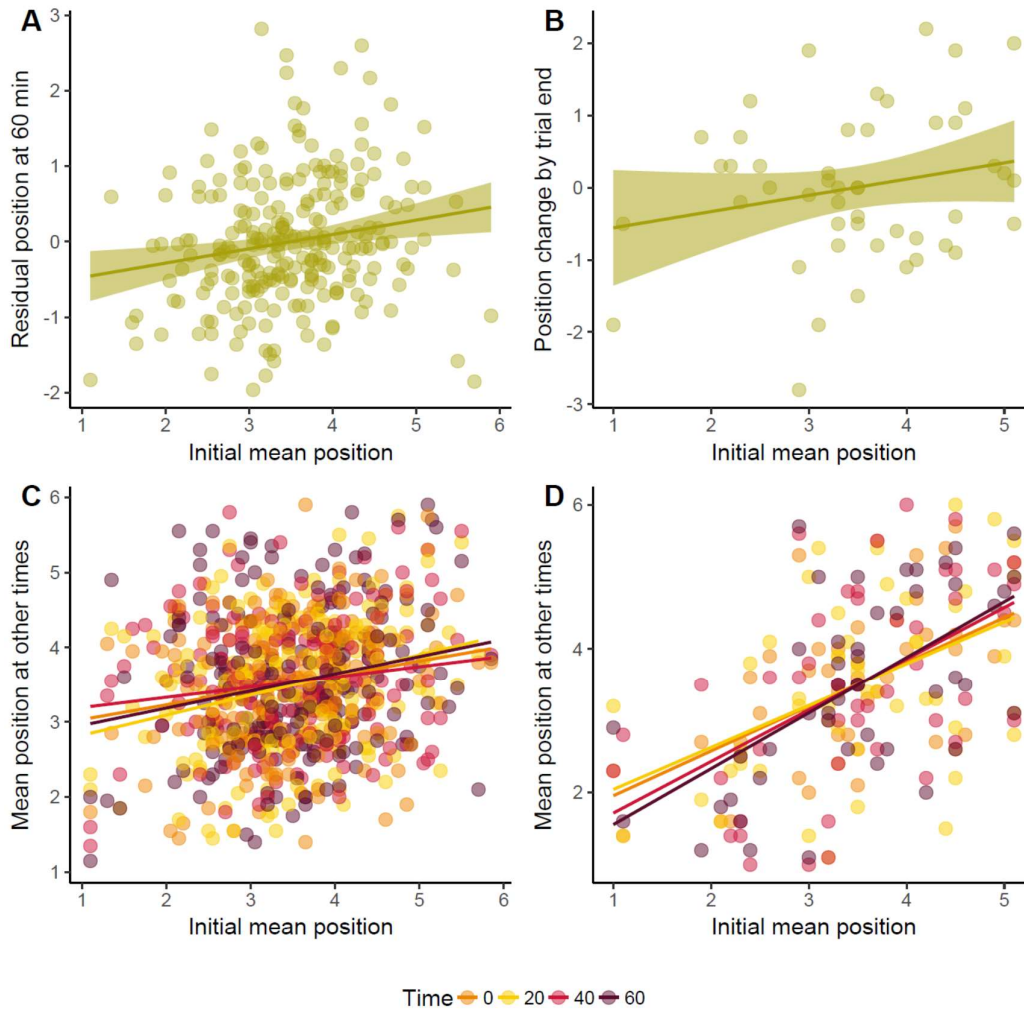 A
3
2
1
0
-1
-2
Residual position at 60 min
1 2 3 4 5 6
Initial mean position
B
2
1
0
-1
-2
-3
Position change by trial end
1 2 3 4 5
Initial mean position
C
6
5
4
3
2
1
Mean position at other times
1 2 3 4 5 6
Initial mean position
D
6
4
2
Mean position at other times
1 2 3 4 5
Initial mean position
Time 0 20 40 60